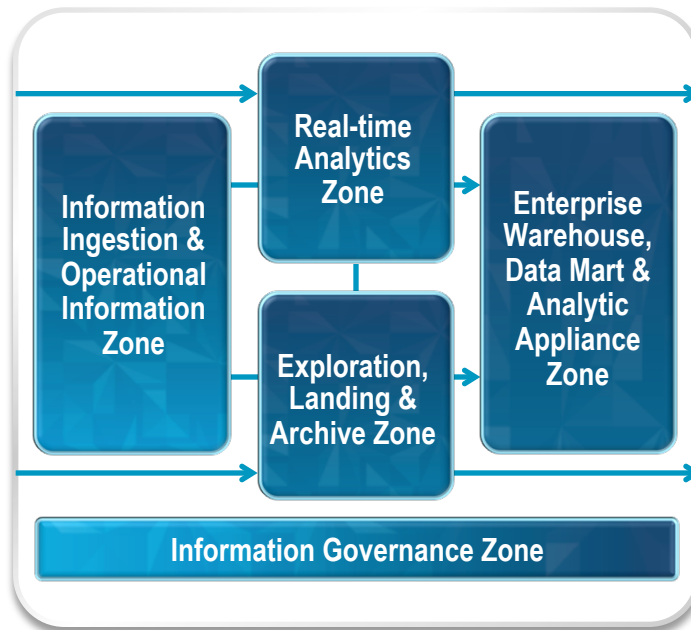 Real-time
Analytics
Zone
Information
Ingestion &
Operational
Information
Zone
Enterprise
Warehouse,
Data Mart &
Analytic
Appliance
Zone
Exploration,
Landing &
Archive Zone
Information Governance Zone